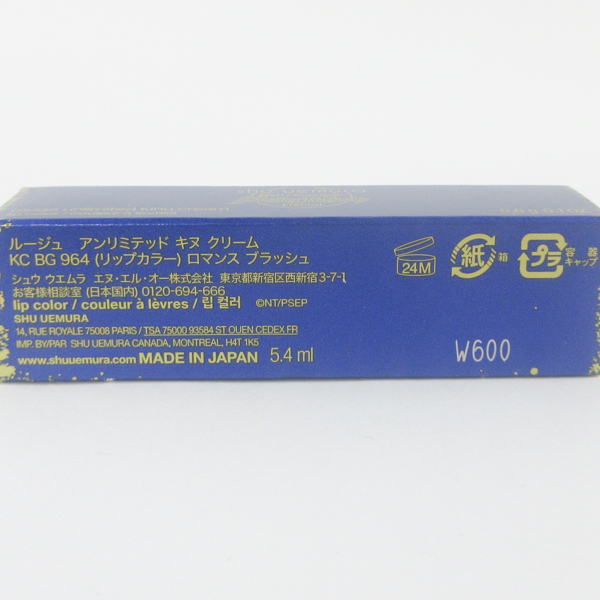 shu uemura
ルージュ　アンリミテッド キヌ クリーム
KC BG 964 (リップカラー) ロマンス ブラッシュ
シュウ ウエムラ エヌ・エル・オー株式会社 東京都新宿区西新宿3-7-1
お客様相談室 (日本国内) 0120-694-666
lip color / couleur à lèvres / 립 컬러 ©NT/PSEP
SHU UEMURA
14, RUE ROYALE 75008 PARIS / TSA 75000 93584 ST OUEN CEDEX FR
IMP. BY/PAR SHU UEMURA CANADA, MONTREAL, H4T 1K5
www.shuuemura.com MADE IN JAPAN 5.4 ml
24M
紙 箱
プラ 容器
キャップ
W600